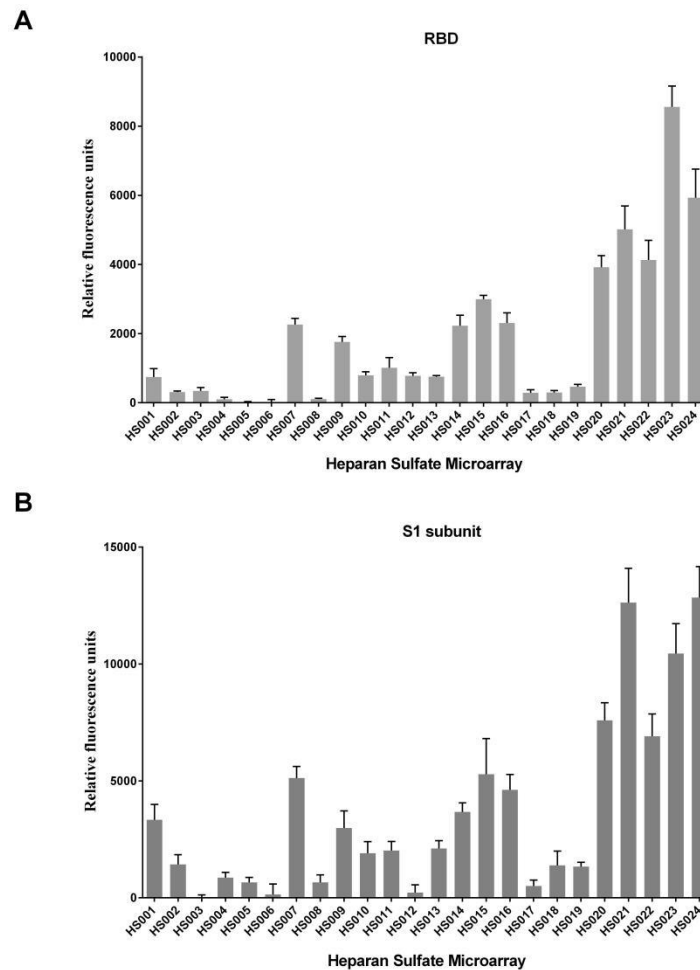 A
RBD
Relative fluorescence units
10000
8000
6000
4000
2000
0
HS001 HS002 HS003 HS004 HS005 HS006 HS007 HS008 HS009 HS010 HS011 HS012 HS013 HS014 HS015 HS016 HS017 HS018 HS019 HS020 HS021 HS022 HS023 HS024
Heparan Sulfate Microarray
B
S1 subunit
Relative fluorescence units
15000
10000
5000
0
HS001 HS002 HS003 HS004 HS005 HS006 HS007 HS008 HS009 HS010 HS011 HS012 HS013 HS014 HS015 HS016 HS017 HS018 HS019 HS020 HS021 HS022 HS023 HS024
Heparan Sulfate Microarray